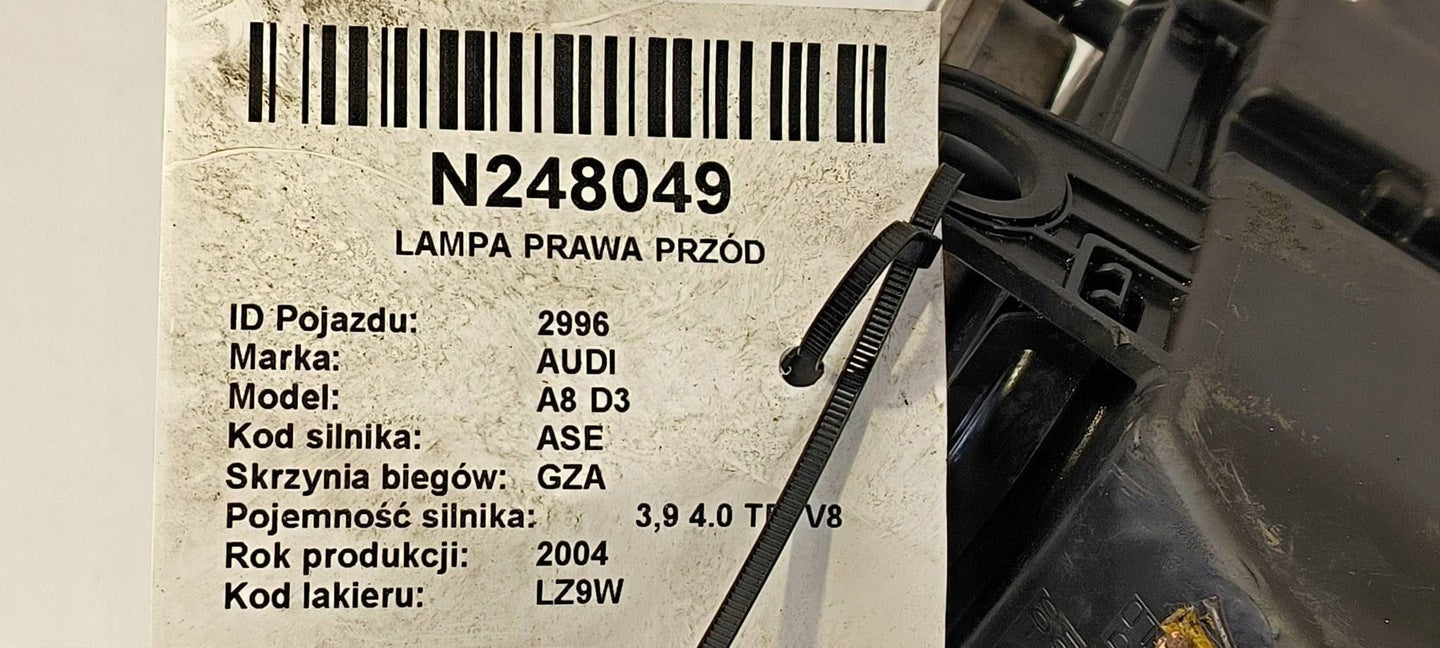 N248049
LAMPA PRAWA PRZÓD
ID Pojazdu: 2996
Marka: AUDI
Model: A8 D3
Kod silnika: ASE
Skrzynia biegów: GZA
Pojemność silnika: 3,9 4.0 V8
Rok produkcji: 2004
Kod lakieru: LZ9W